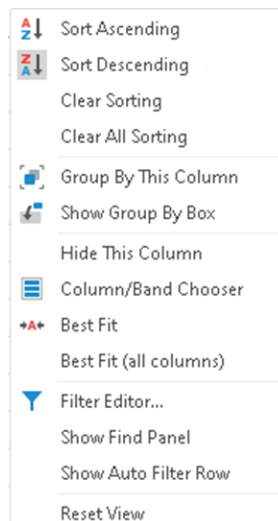 Sort Ascending
Sort Descending
Clear Sorting
Clear All Sorting
Group By This Column
Show Group By Box
Hide This Column
Column/Band Chooser
Best Fit
Best Fit (all columns)
Filter Editor...
Show Find Panel
Show Auto Filter Row
Reset View